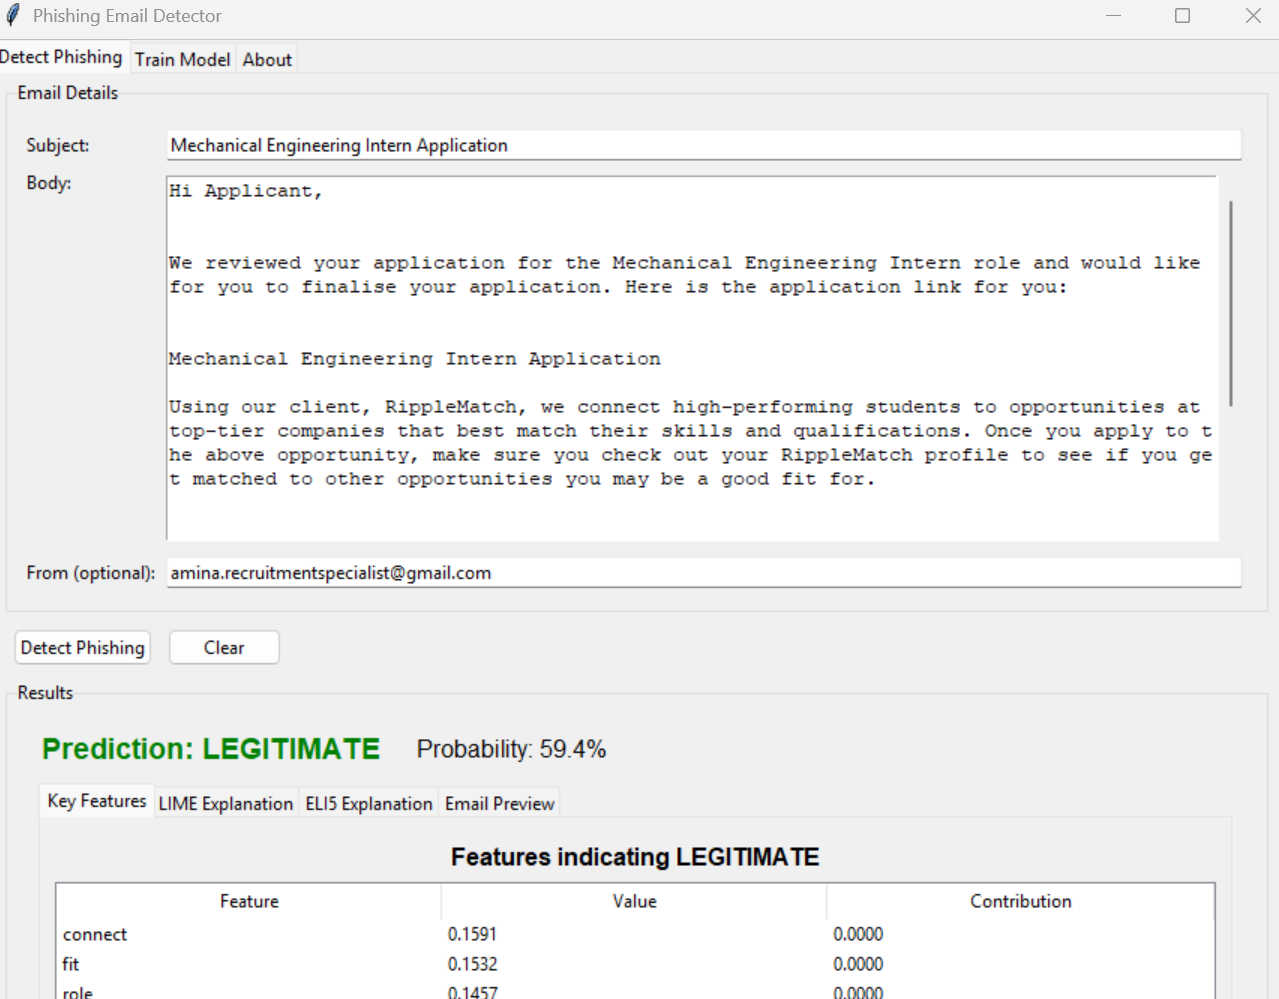 Phishing Email Detector
Detect Phishing Train Model About
Email Details
Subject: Mechanical Engineering Intern Application
Body:
Hi Applicant,
We reviewed your application for the Mechanical Engineering Intern role and would like
for you to finalise your application. Here is the application link for you:
Mechanical Engineering Intern Application
Using our client, RippleMatch, we connect high-performing students to opportunities at
top-tier companies that best match their skills and qualifications. Once you apply to t
he above opportunity, make sure you check out your RippleMatch profile to see if you ge
t matched to other opportunities you may be a good fit for.
From (optional): amina.recruitmentspecialist@gmail.com
Detect Phishing Clear
Results
Prediction: LEGITIMATE Probability: 59.4%
Key Features LIME Explanation ELI5 Explanation Email Preview
Features indicating LEGITIMATE
Feature Value Contribution
connect 0.1591 0.0000
fit 0.1532 0.0000
role 0.1457 0.0000